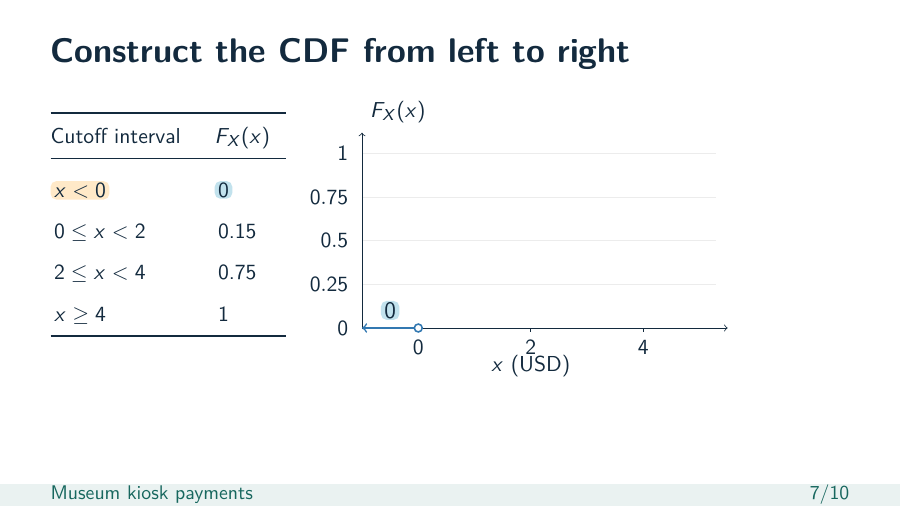 Construct the CDF from left to right
Cutoff interval F_X(x)
x < 0 0
0 ≤ x < 2 0.15
2 ≤ x < 4 0.75
x ≥ 4 1
F_X(x)
1
0.75
0.5
0.25
0
0
0 2 4
x (USD)
Museum kiosk payments 7/10